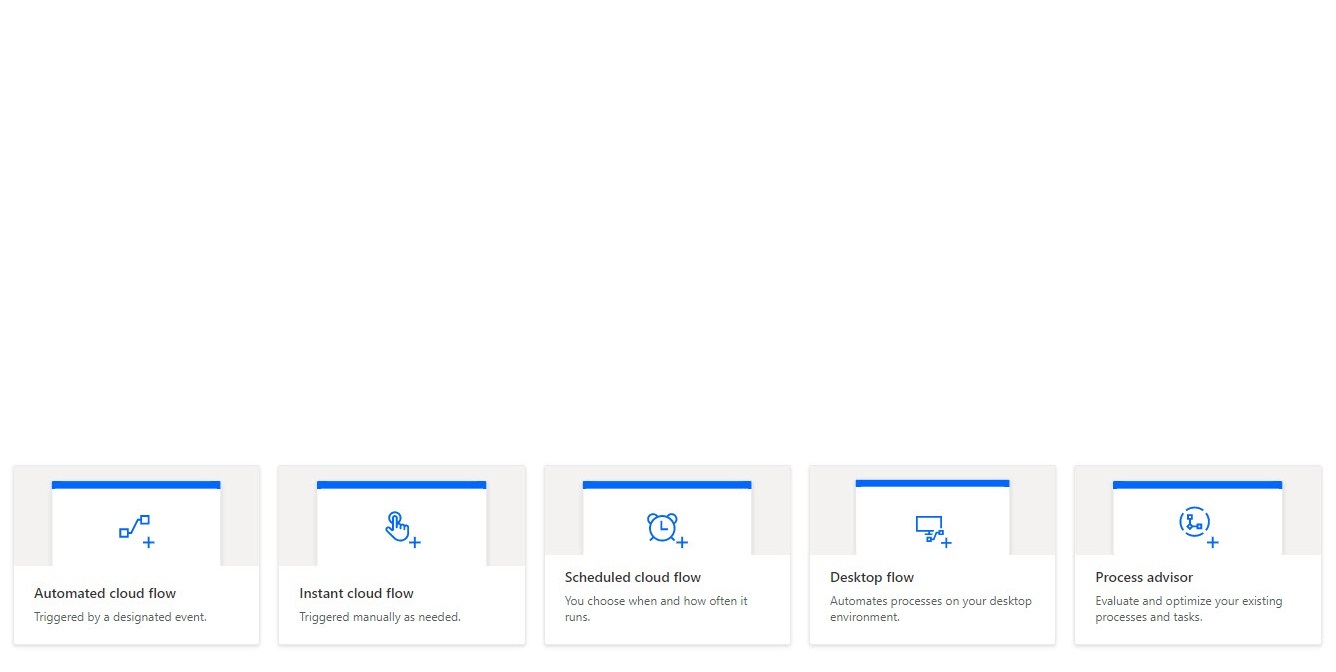 Automated cloud flow
Triggered by a designated event.
Instant cloud flow
Triggered manually as needed.
Scheduled cloud flow
You choose when and how often it
runs.
Desktop flow
Automates processes on your desktop
environment.
Process advisor
Evaluate and optimize your existing
processes and tasks.